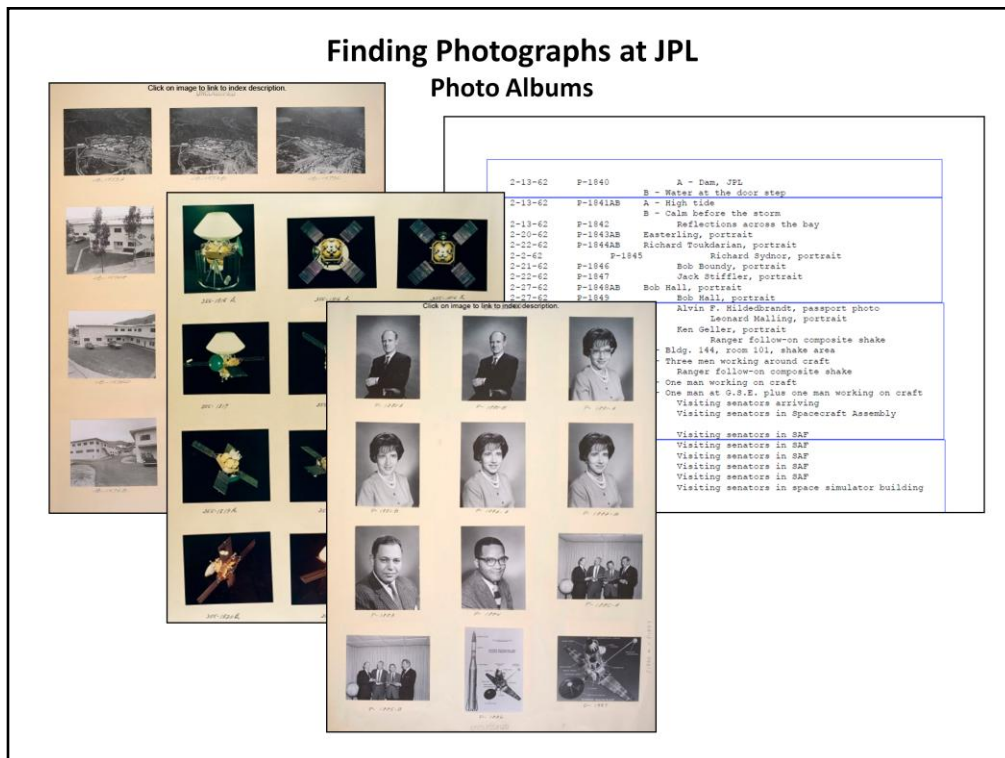 Finding Photographs at JPL
Photo Albums
Click on image to link to index description.
Click on image to link to index description.
2-13-62 P-1840 A - Dam, JPL
B - Water at the door step
2-13-62 P-1841AB A - High tide
B - Calm before the storm
2-13-62 P-1842 Reflections across the bay
2-20-62 P-1843AB Easterling, portrait
2-22-62 P-1844AB Richard Toukdarian, portrait
2-2-62 P-1845 Richard Sydnor, portrait
2-21-62 P-1846 Bob Boundy, portrait
2-22-62 P-1847 Jack Stiffler, portrait
2-27-62 P-1848AB Bob Hall, portrait
2-27-62 P-1849 Bob Hall, portrait
Alvin F. Hildedbrandt, passport photo
Leonard Malling, portrait
Ken Geller, portrait
Ranger follow-on composite shake
- Bldg. 144, room 101, shake area
- Three men working around craft
Ranger follow-on composite shake
- One man working on craft
- One man at G.S.E. plus one man working on craft
Visiting senators arriving
Visiting senators in Spacecraft Assembly
Visiting senators in SAF
Visiting senators in SAF
Visiting senators in SAF
Visiting senators in SAF
Visiting senators in SAF
Visiting senators in space simulator building